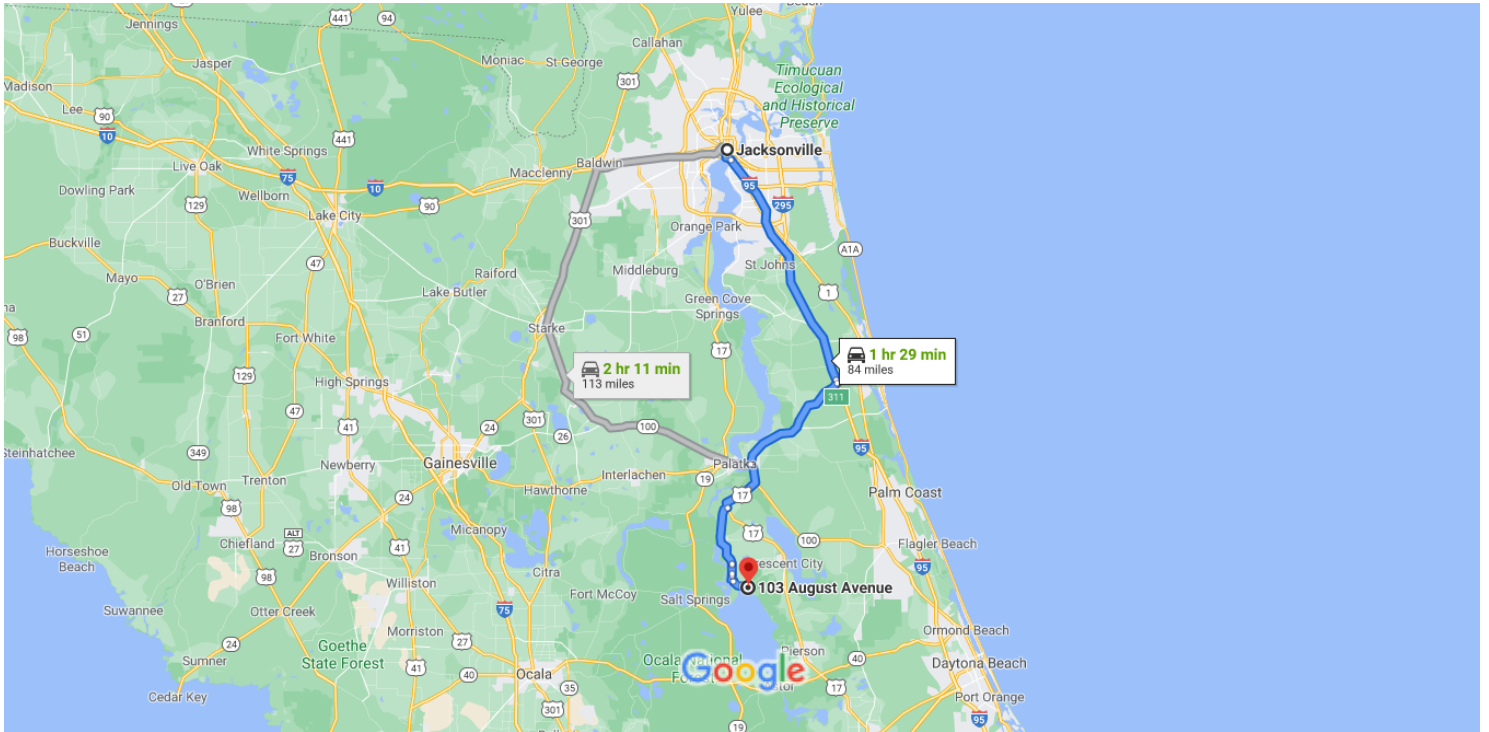 Yulee
Jennings
441
94
Callahan
Moniac
St George
Jasper
301
Timucuan
Ecological
and Historical
Preserve
Madison
Lee
90
10
441
White Springs
Live Oak
75
Jacksonville
Baldwin
Macclenny
10
Dowling Park
129
Wellborn
90
95
295
Lake City
301
Orange Park
Buckville
A1A
47
Raiford
Middleburg
St Johns
Mayo
O'Brien
27
Lake Butler
1
Green Cove
Springs
Branford
Starke
98
51
Fort White
17
1 hr 29 min
84 miles
2 hr 11 min
113 miles
129
High Springs
311
47
41
24
301
26
100
95
Steinhatchee
349
Newberry
Gainesville
Palatka
Interlachen
19
Old Town
Trenton
Hawthorne
24
17
Palm Coast
98
ALT
27
Chiefland
Micanopy
17
100
Flagler Beach
Horseshoe
Beach
Bronson
41
98
Citra
95
Williston
Fort McCoy
103 August Avenue
Salt Springs
Suwannee
Otter Creek
75
Morriston
Ormond Beach
24
Goethe
State Forest
27
Sumner
41
40
Ocala
Ocala National
Google
Pierson
40
Daytona Beach
35
17
Cedar Key
301
Port Orange
19
95